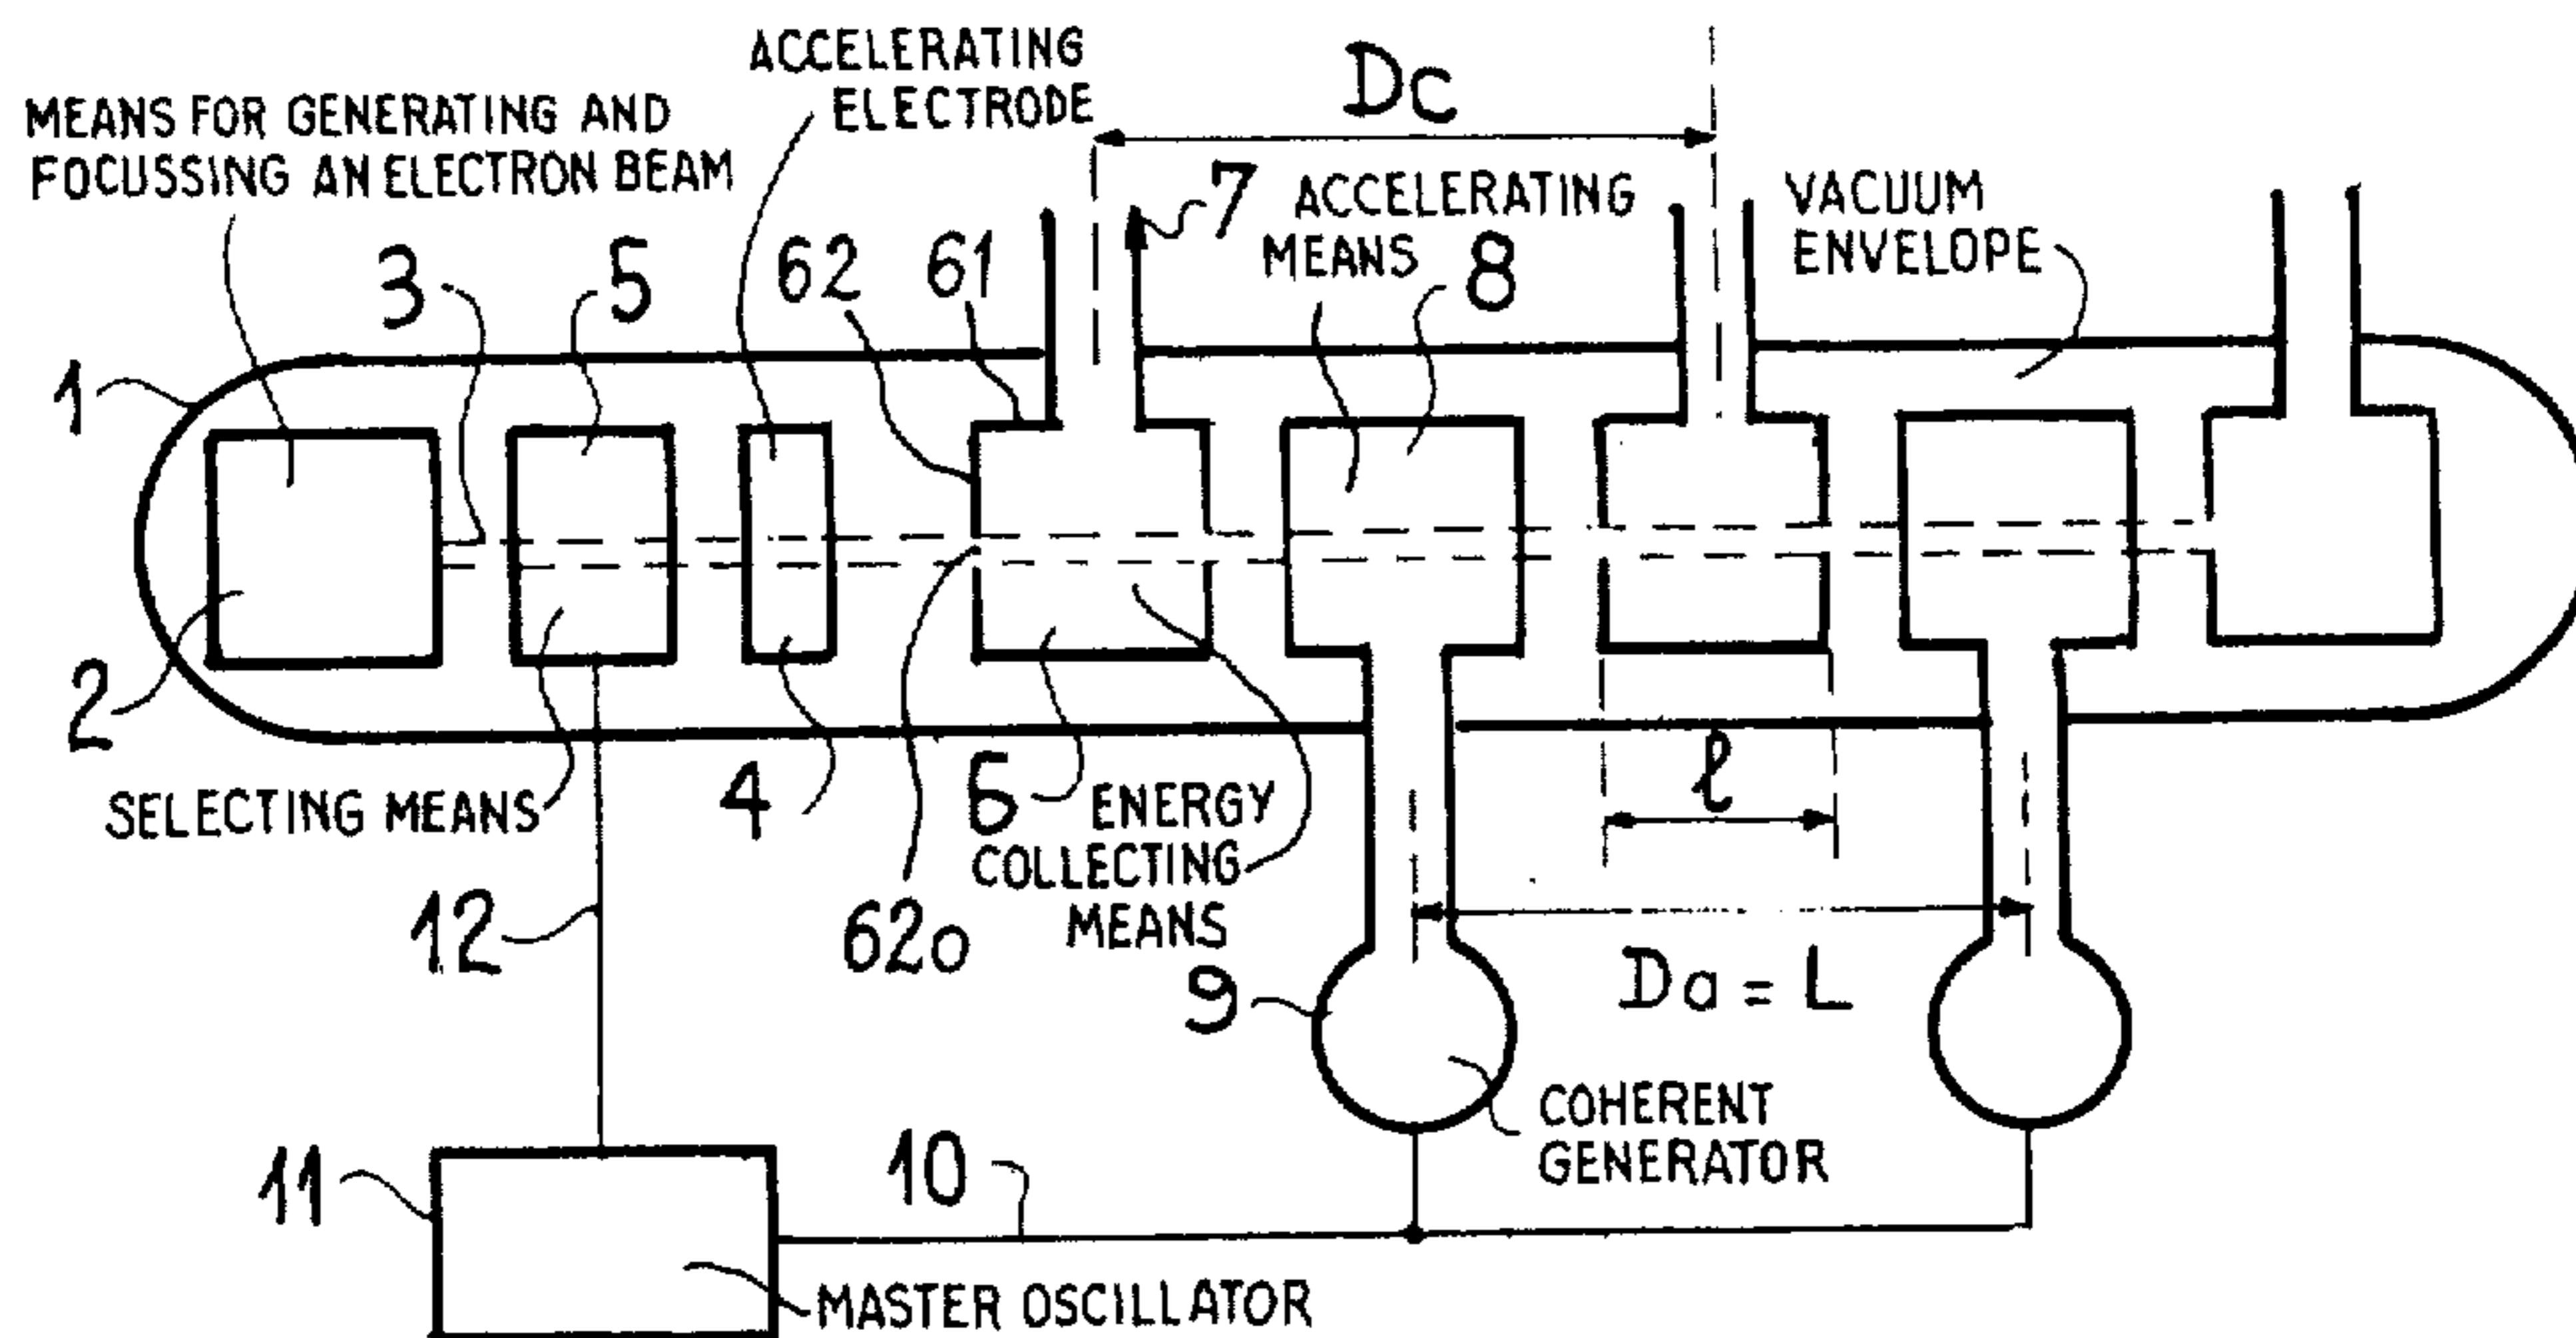 ACCELERATING
ELECTRODE
Dc
MEANS FOR GENERATING AND
FOCUSSING AN ELECTRON BEAM
7
ACCELERATING
MEANS
VACUUM
ENVELOPE
3
5
62
61
8
1
2
SELECTING MEANS
4
6
ENERGY
COLLECTING
MEANS
l
12
620
9
Da = L
COHERENT
GENERATOR
11
10
MASTER OSCILLATOR